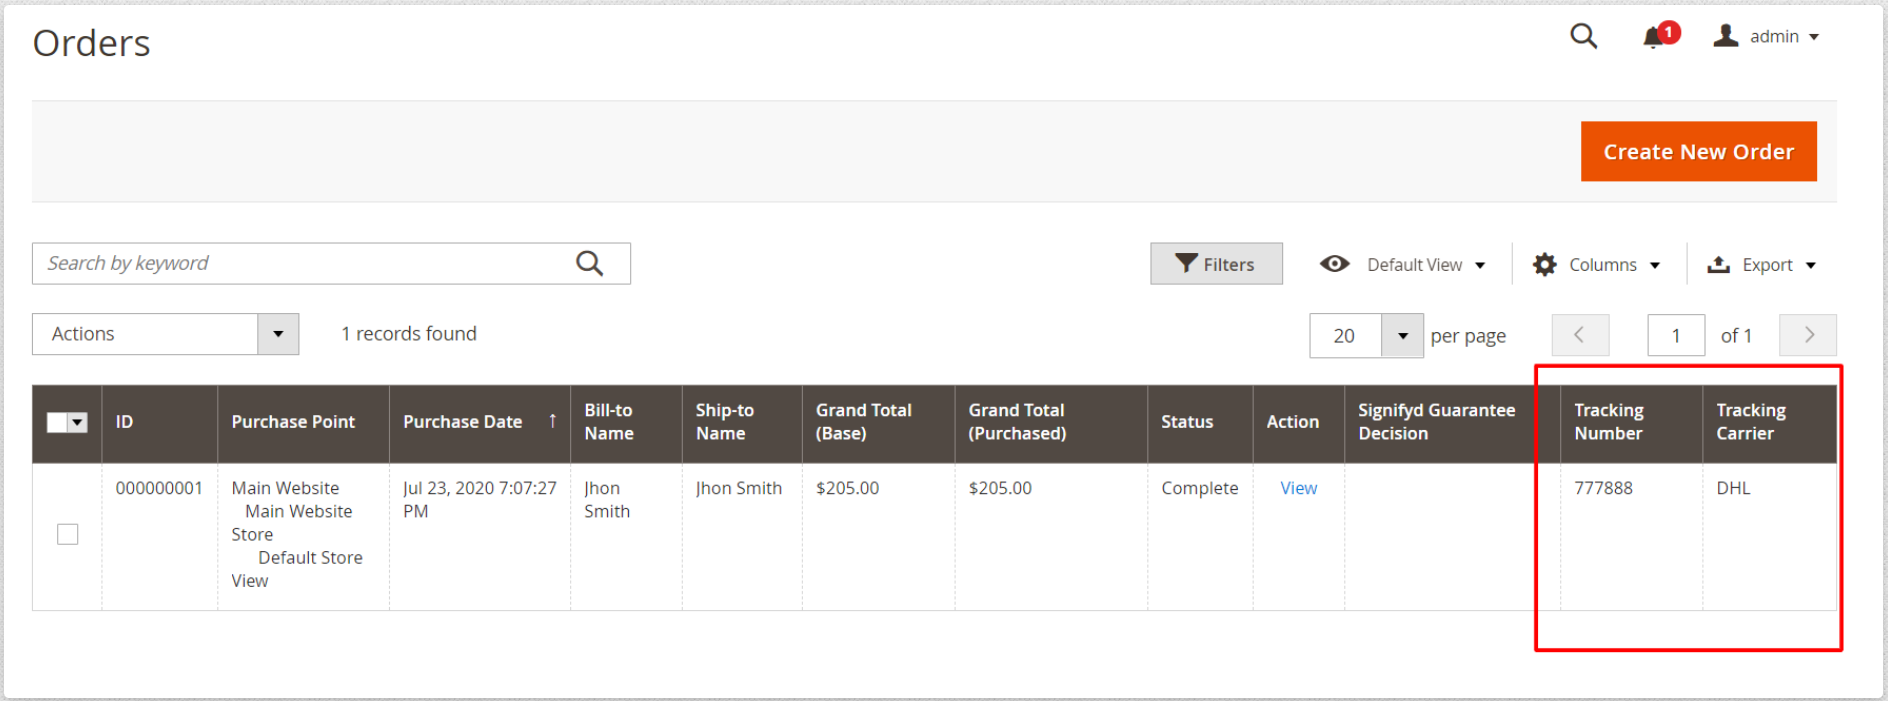 Orders
1
admin
Create New Order
Search by keyword
Filters
Default View
Columns
Export
Actions
1 records found
20
per page
1
of 1
ID
Purchase Point
Purchase Date ↑
Bill-to
Name
Ship-to
Name
Grand Total
(Base)
Grand Total
(Purchased)
Status
Action
Signifyd Guarantee
Decision
Tracking
Number
Tracking
Carrier
000000001
Main Website
Main Website
Store
Default Store
View
Jul 23, 2020 7:07:27
PM
Jhon
Smith
Jhon Smith
$205.00
$205.00
Complete
View
777888
DHL